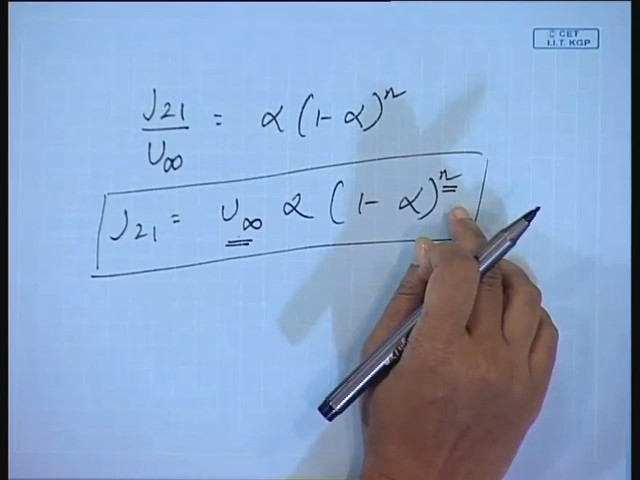 © CET
I.I.T. KGP
J21/U∞ = α (1 - α)^n
J21 = U∞ α (1 - α)^n